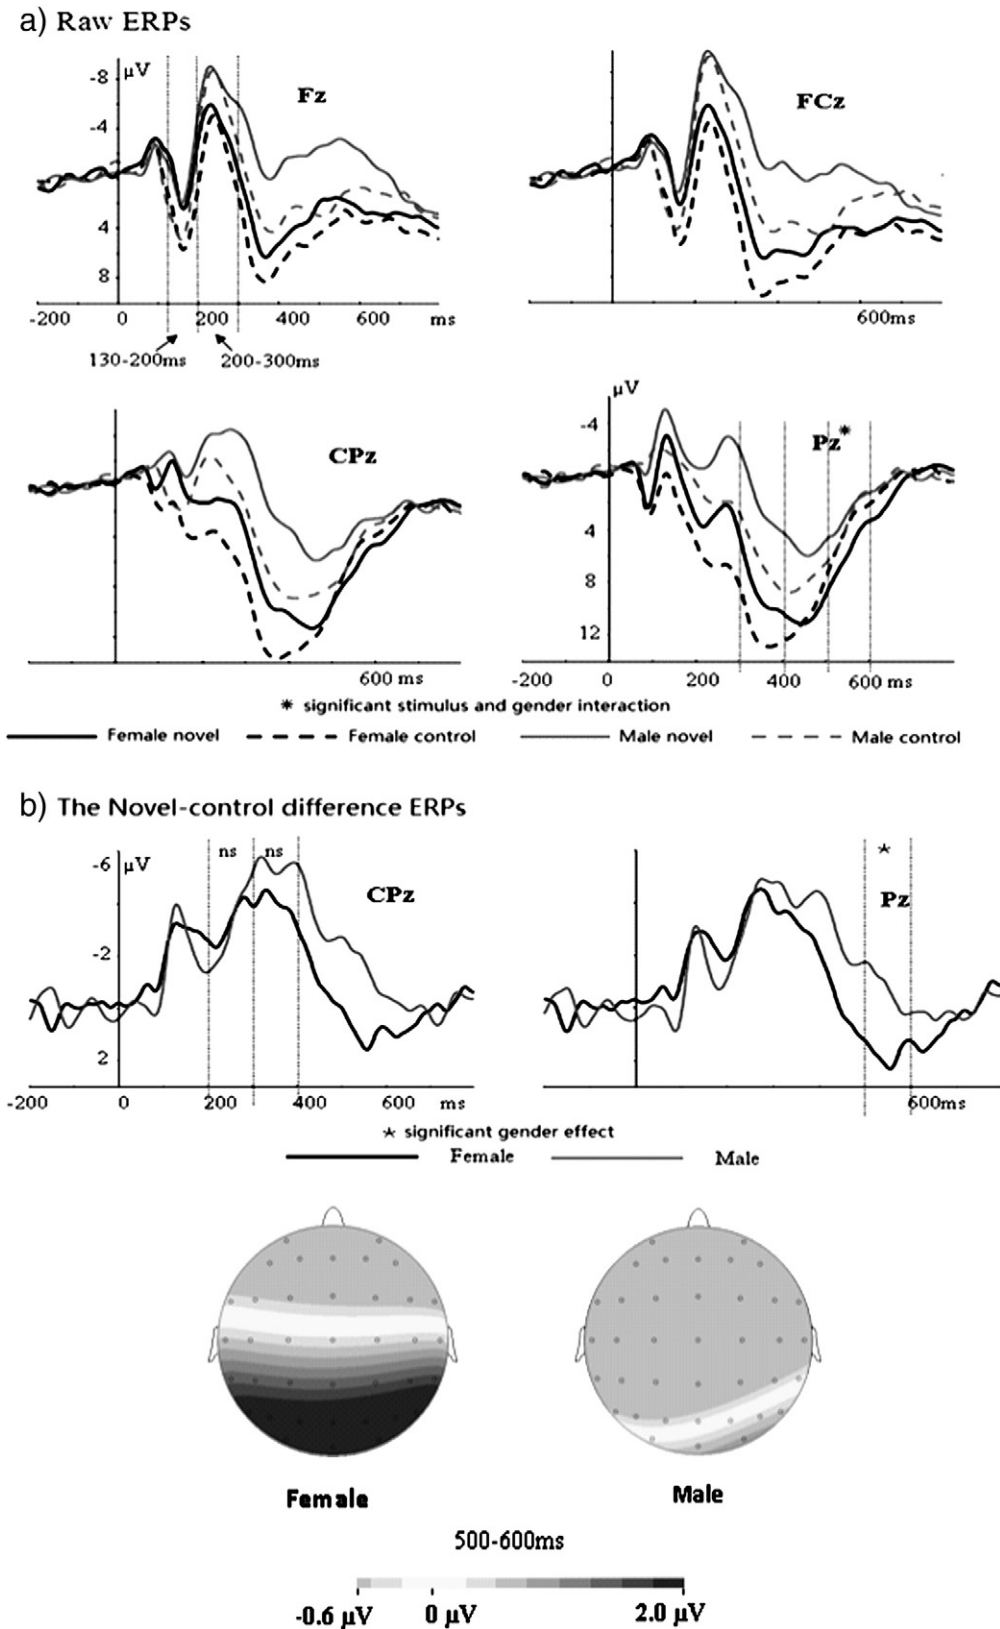 a) Raw ERPs
μV
-8
-4
4
8
Fz
FCz
-200 0 200 400 600 ms
600ms
130-200ms 200-300ms
μV
-4
4
8
12
CPz
Pz*
600 ms
-200 0 200 400 600 ms
* significant stimulus and gender interaction
Female novel Female control Male novel Male control
b) The Novel-control difference ERPs
μV
-6
-2
2
ns ns
CPz
*
Pz
-200 0 200 400 600 ms
600ms
* significant gender effect
Female Male
Female Male
500-600ms
-0.6 μV 0 μV 2.0 μV